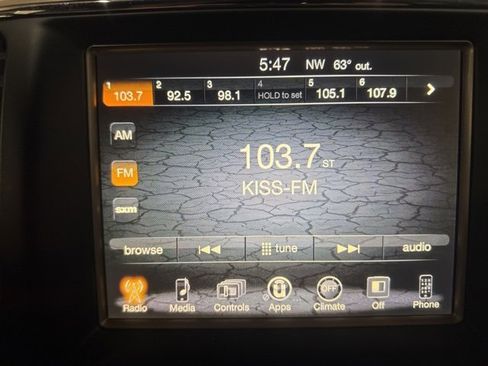 5:47 NW 63° out.
1 2 3 4 5 6
103.7 92.5 98.1 HOLD to set 105.1 107.9
AM
103.7 ST
FM
KISS-FM
sxm
browse tune audio
OFF
Radio Media Controls Apps Climate Off Phone